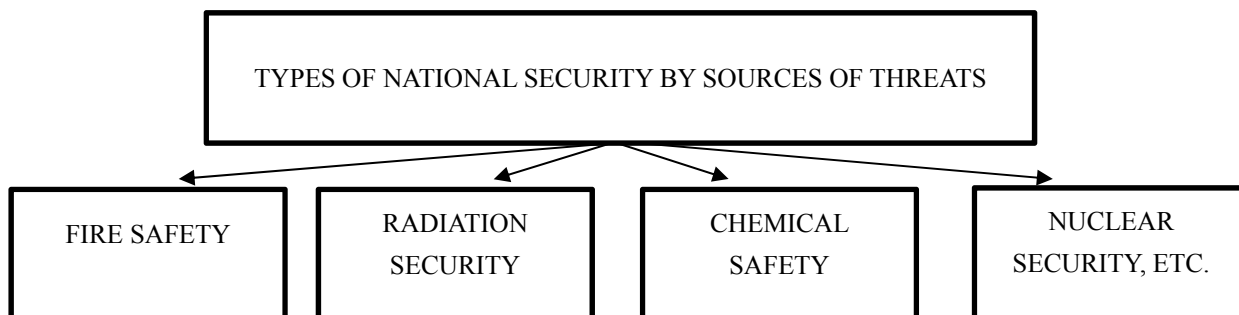 TYPES OF NATIONAL SECURITY BY SOURCES OF THREATS
FIRE SAFETY
RADIATION
SECURITY
CHEMICAL
SAFETY
NUCLEAR
SECURITY, ETC.